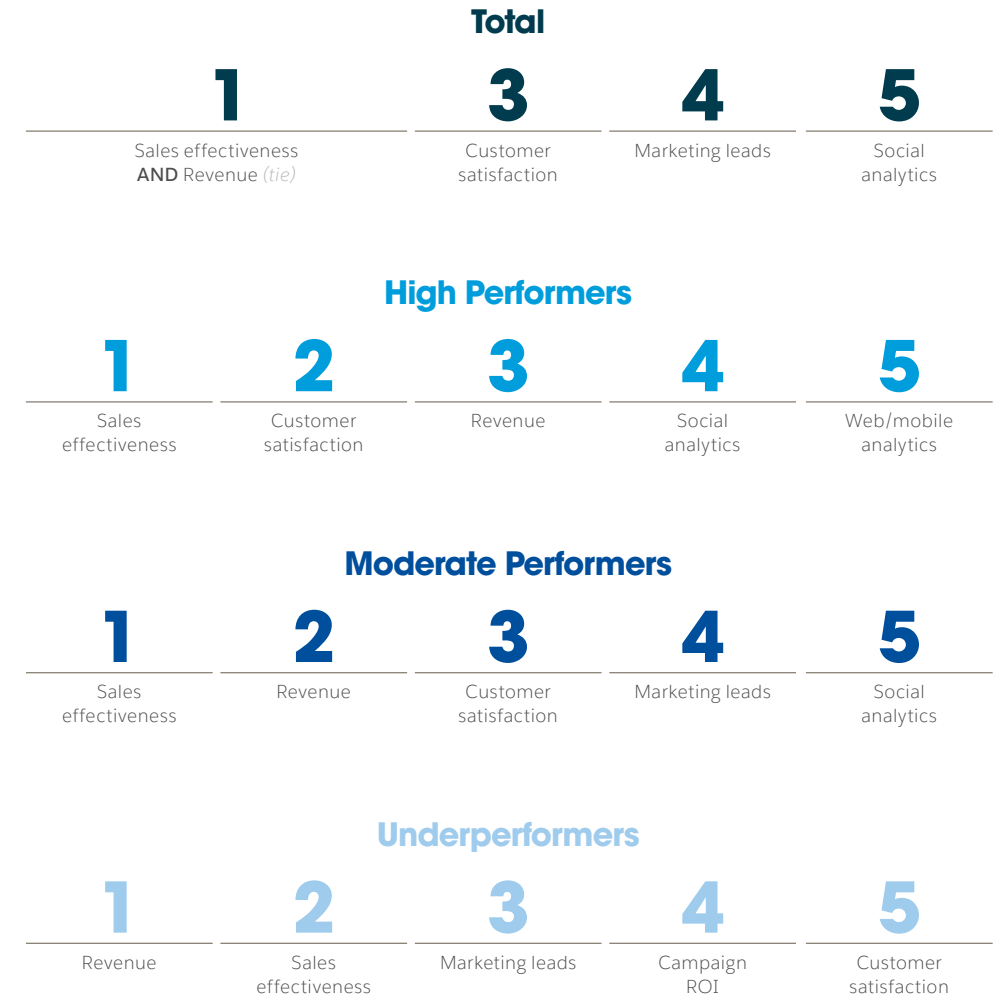 Total
1 3 4 5
Sales effectiveness Customer Marketing leads Social
AND Revenue (tie) satisfaction analytics
High Performers
1 2 3 4 5
Sales Customer Revenue Social Web/mobile
effectiveness satisfaction analytics analytics
Moderate Performers
1 2 3 4 5
Sales Revenue Customer Marketing leads Social
effectiveness satisfaction analytics
Underperformers
1 2 3 4 5
Revenue Sales Marketing leads Campaign Customer
effectiveness ROI satisfaction